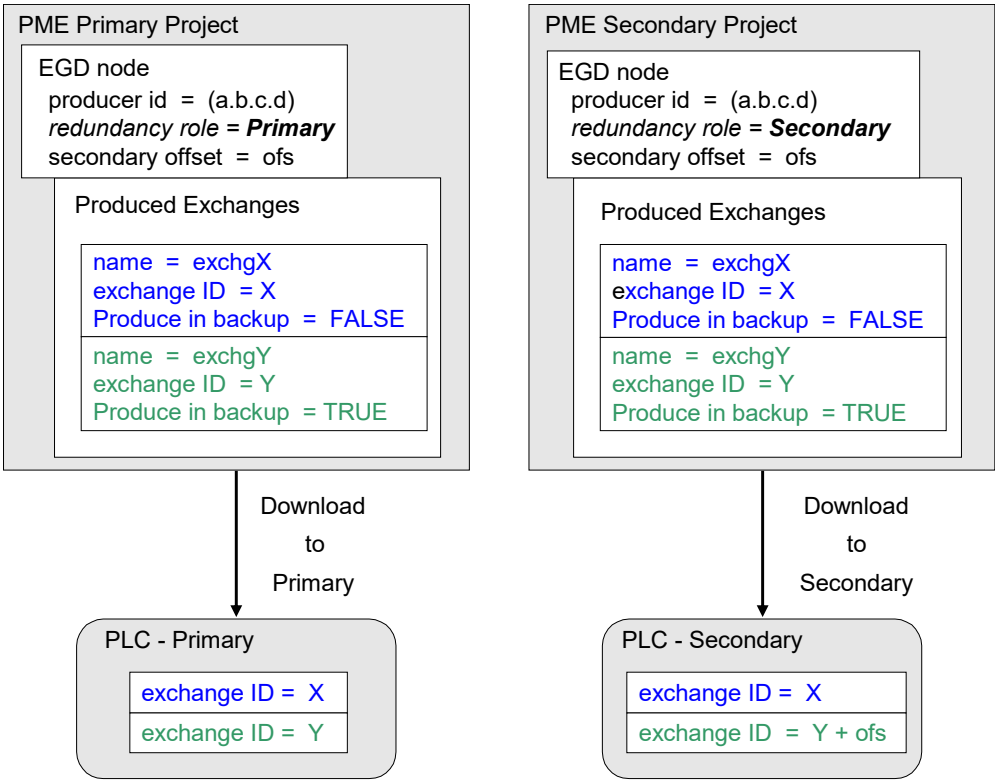 PME Primary Project
EGD node
producer id = (a.b.c.d)
redundancy role = Primary
secondary offset = ofs
Produced Exchanges
name = exchgX
exchange ID = X
Produce in backup = FALSE
name = exchgY
exchange ID = Y
Produce in backup = TRUE
Download
to
Primary
PLC - Primary
exchange ID = X
exchange ID = Y
PME Secondary Project
EGD node
producer id = (a.b.c.d)
redundancy role = Secondary
secondary offset = ofs
Produced Exchanges
name = exchgX
exchange ID = X
Produce in backup = FALSE
name = exchgY
exchange ID = Y
Produce in backup = TRUE
Download
to
Secondary
PLC - Secondary
exchange ID = X
exchange ID = Y + ofs